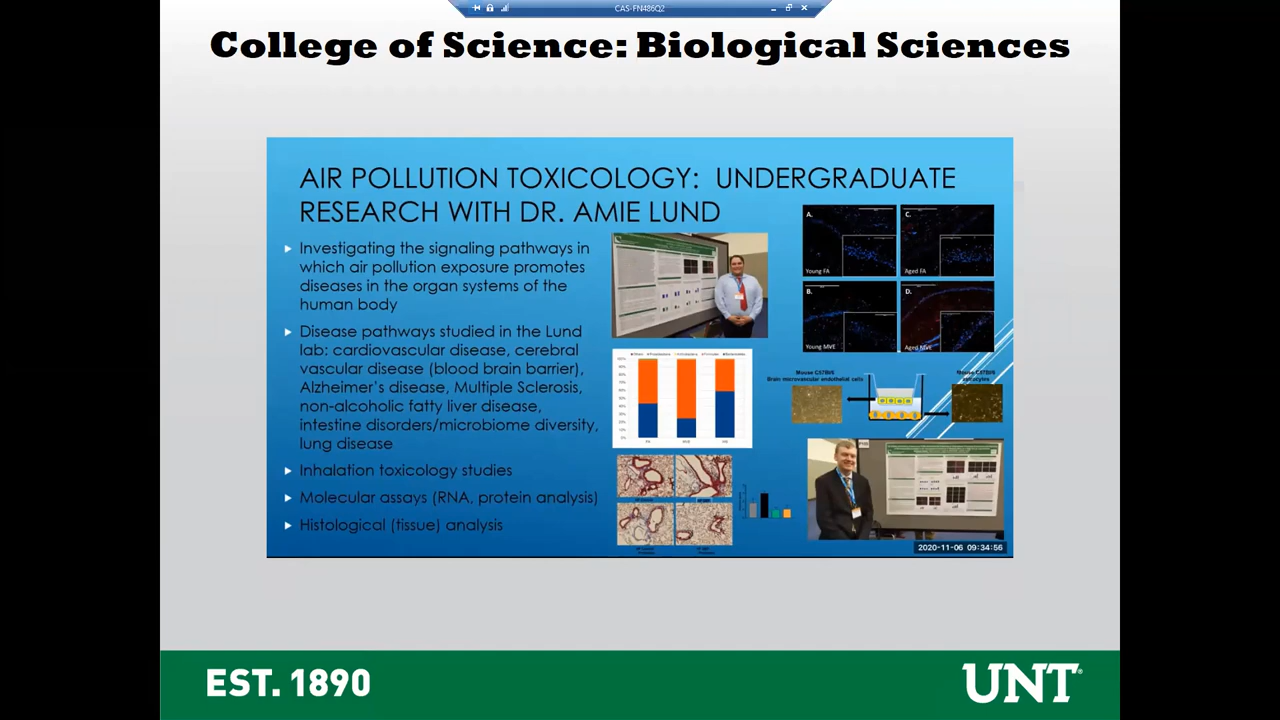 CAS-FN486Q2
College of Science: Biological Sciences
AIR POLLUTION TOXICOLOGY: UNDERGRADUATE
RESEARCH WITH DR. AMIE LUND
Investigating the signaling pathways in
which air pollution exposure promotes
diseases in the organ systems of the
human body
Disease pathways studied in the Lund
lab: cardiovascular disease, cerebral
vascular disease (blood brain barrier),
Alzheimer's disease, Multiple Sclerosis,
non-alcoholic fatty liver disease,
intestine disorders/microbiome diversity,
lung disease
Inhalation toxicology studies
Molecular assays (RNA, protein analysis)
Histological (tissue) analysis
A.
Young FA
C.
Aged FA
B.
Young MVE
D.
Aged MVE
Brain microvascular endothelial cells
2020-11-06 09:34:56
EST. 1890
UNT